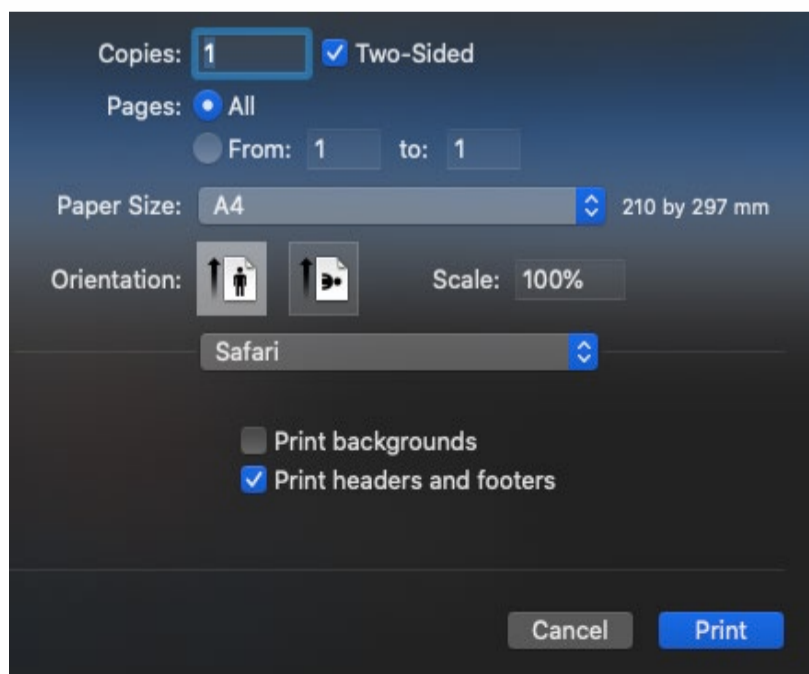 Copies: 1 Two-Sided
Pages: All
From: 1 to: 1
Paper Size: A4 210 by 297 mm
Orientation: Scale: 100%
Safari
Print backgrounds
Print headers and footers
Cancel Print